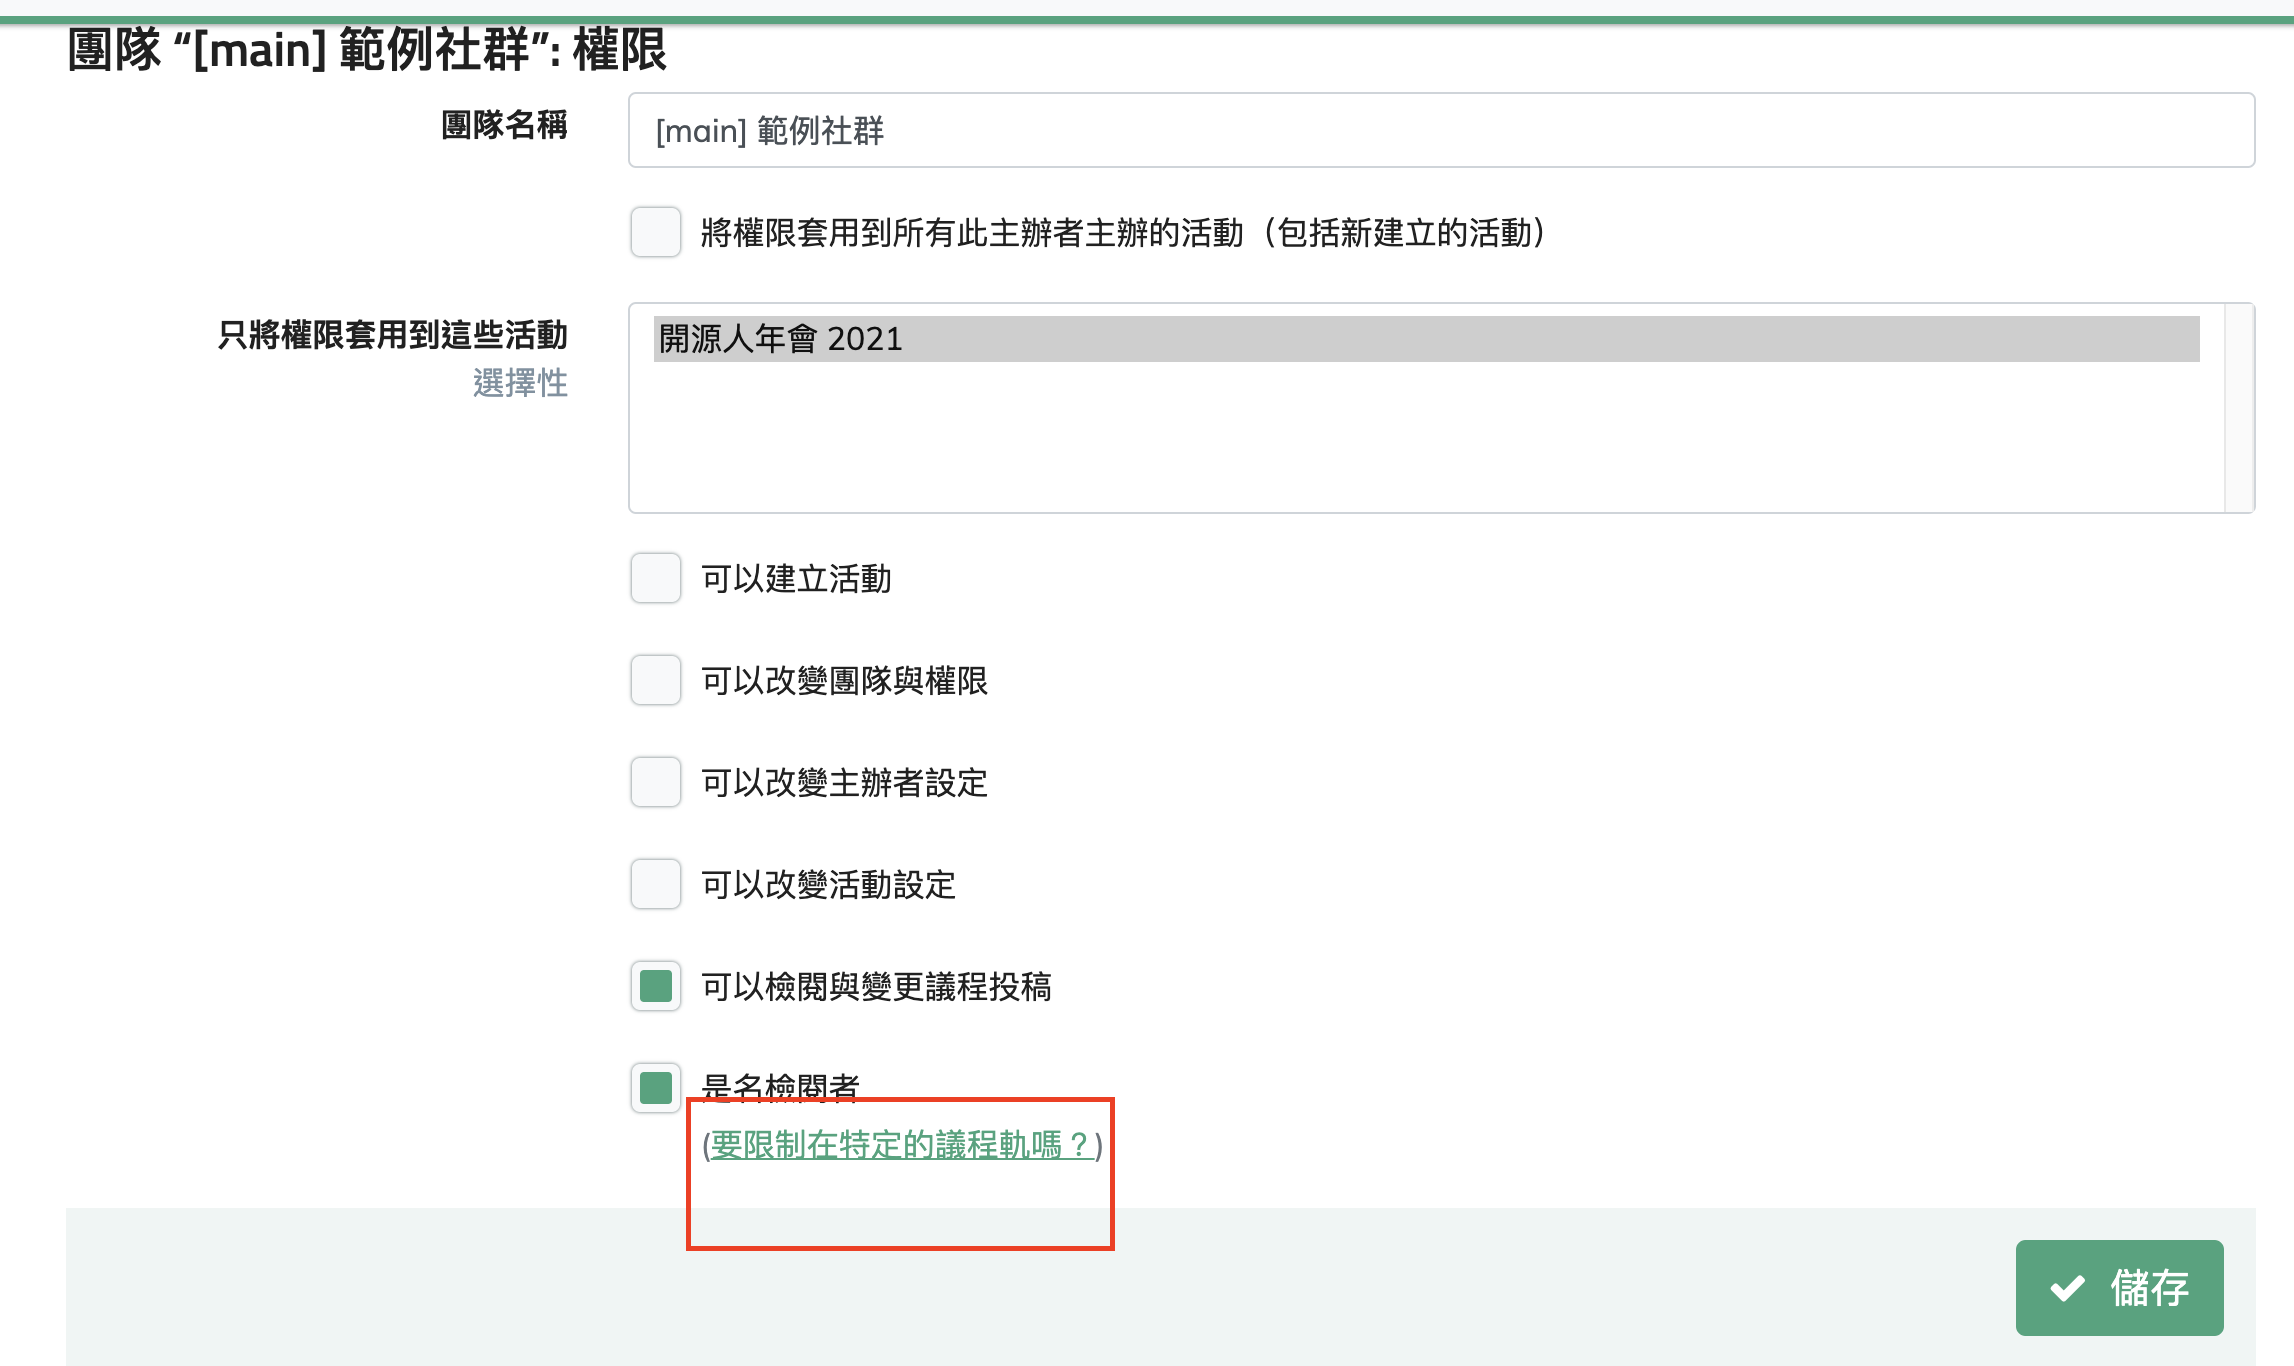 團隊 “[main] 範例社群”: 權限
團隊名稱
[main] 範例社群
將權限套用到所有此主辦者主辦的活動（包括新建立的活動）
只將權限套用到這些活動
選擇性
開源人年會 2021
可以建立活動
可以改變團隊與權限
可以改變主辦者設定
可以改變活動設定
可以檢閱與變更議程投稿
是名檢閱者
(要限制在特定的議程軌嗎？)
儲存